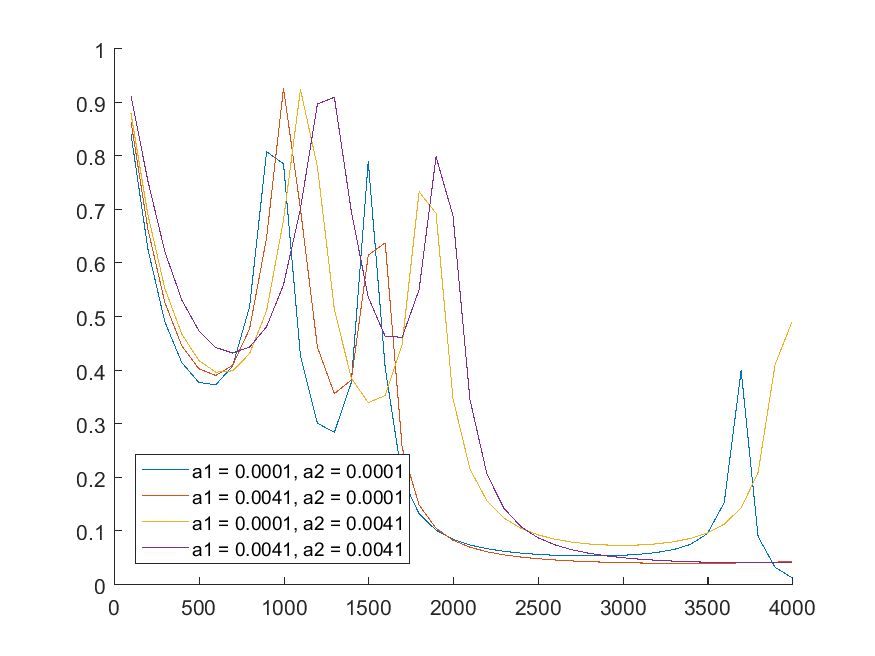 1
0.9
0.8
0.7
0.6
0.5
0.4
0.3
0.2
0.1
0
a1 = 0.0001, a2 = 0.0001
a1 = 0.0041, a2 = 0.0001
a1 = 0.0001, a2 = 0.0041
a1 = 0.0041, a2 = 0.0041
0 500 1000 1500 2000 2500 3000 3500 4000